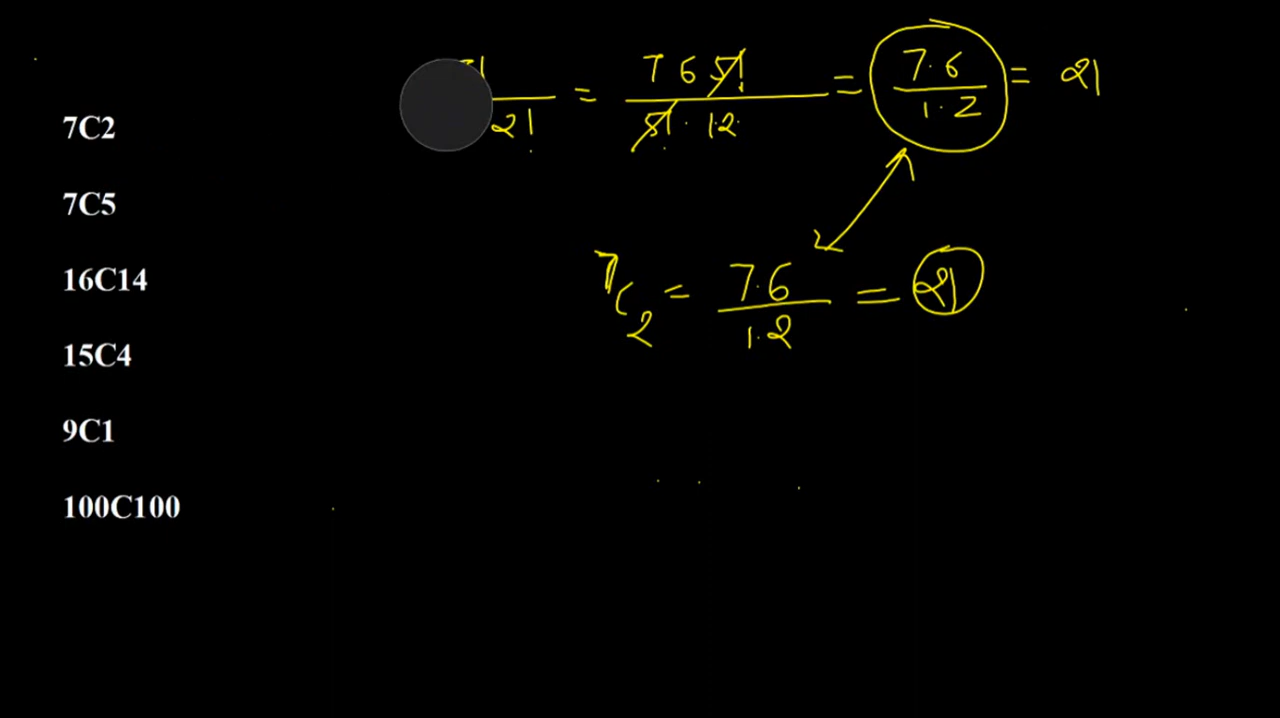 7! / 2! = 7 6 5! / 5! · 1.2 = 7.6 / 1.2 = 21
7C2
7C5
7C2 = 7.6 / 1.2 = 21
16C14
15C4
9C1
100C100